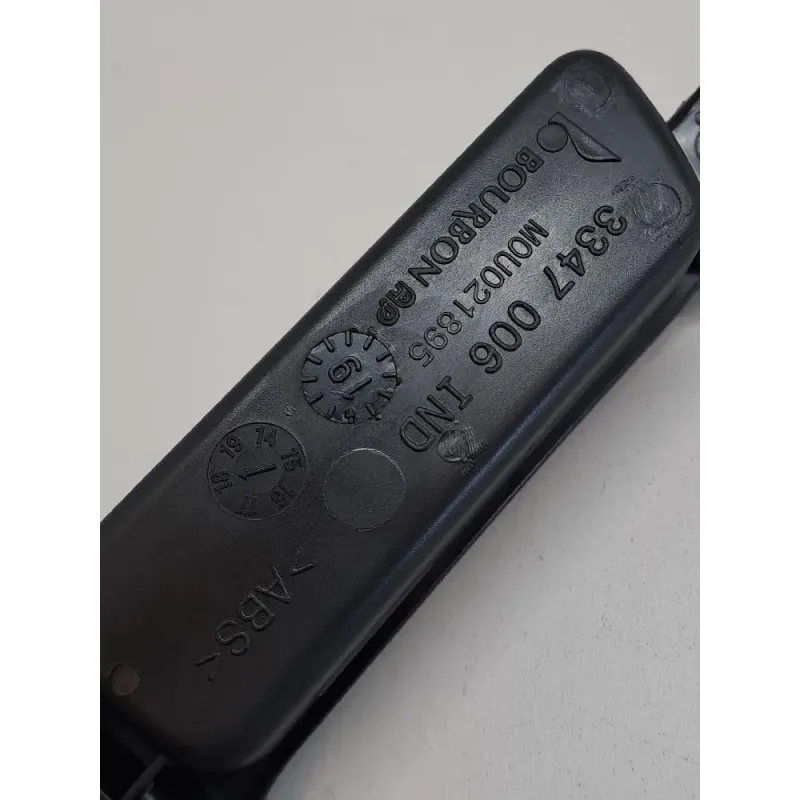 BOURBON AP
MOU021895
3347 006 IND
19
14 15 16 17 18 19
>ABS<